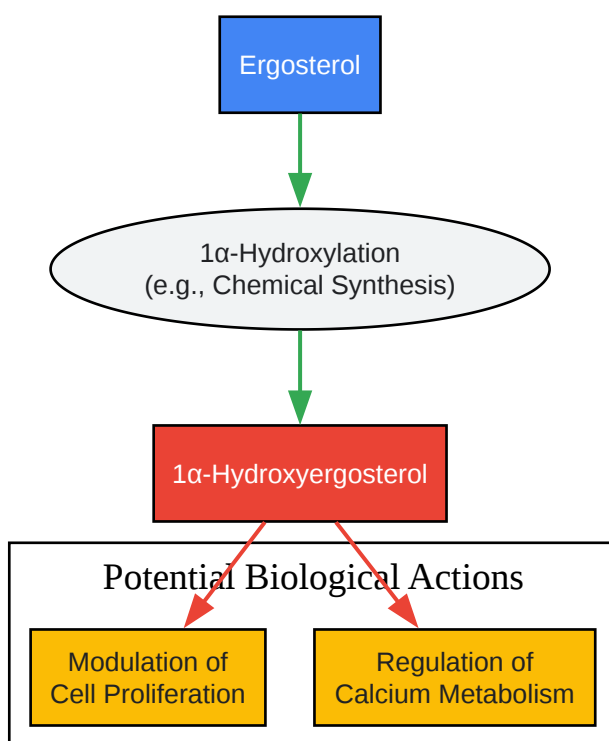 Ergosterol
1α-Hydroxylation
(e.g., Chemical Synthesis)
1α-Hydroxyergosterol
Potential Biological Actions
Modulation of
Cell Proliferation
Regulation of
Calcium Metabolism